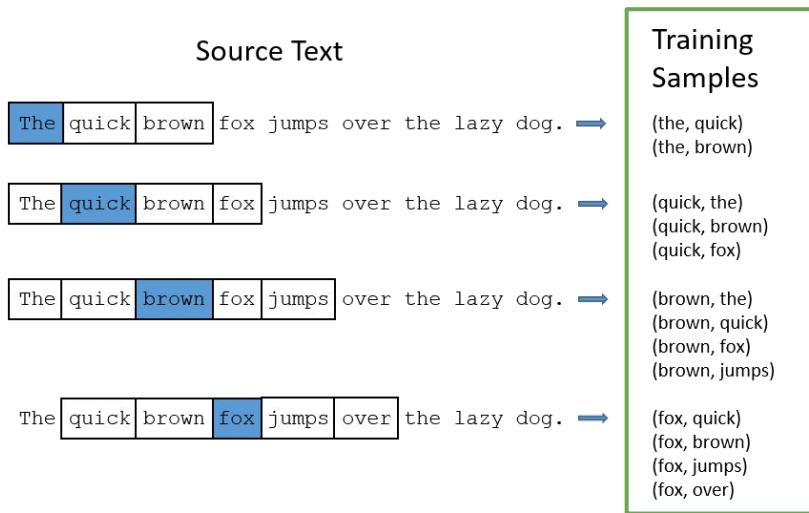 Source Text
Training
Samples
The quick brown fox jumps over the lazy dog.
(the, quick)
(the, brown)
The quick brown fox jumps over the lazy dog.
(quick, the)
(quick, brown)
(quick, fox)
The quick brown fox jumps over the lazy dog.
(brown, the)
(brown, quick)
(brown, fox)
(brown, jumps)
The quick brown fox jumps over the lazy dog.
(fox, quick)
(fox, brown)
(fox, jumps)
(fox, over)